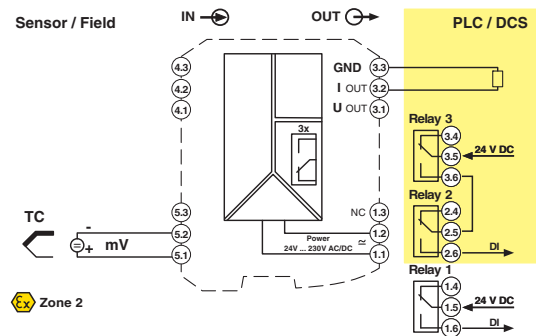 IN OUT
Sensor / Field PLC / DCS
4.3 GND 3.3
4.2 I OUT 3.2
4.1 U OUT 3.1
Relay 3
3x 3.4
3.5 24 V DC
3.6
Relay 2
5.3 NC 1.3 2.4
TC - 5.2 Power 1.2 2.5
+ mV 5.1 24V ... 230V AC/DC 1.1 2.6 DI
Relay 1
1.4
Ex Zone 2 1.5 24 V DC
1.6 DI